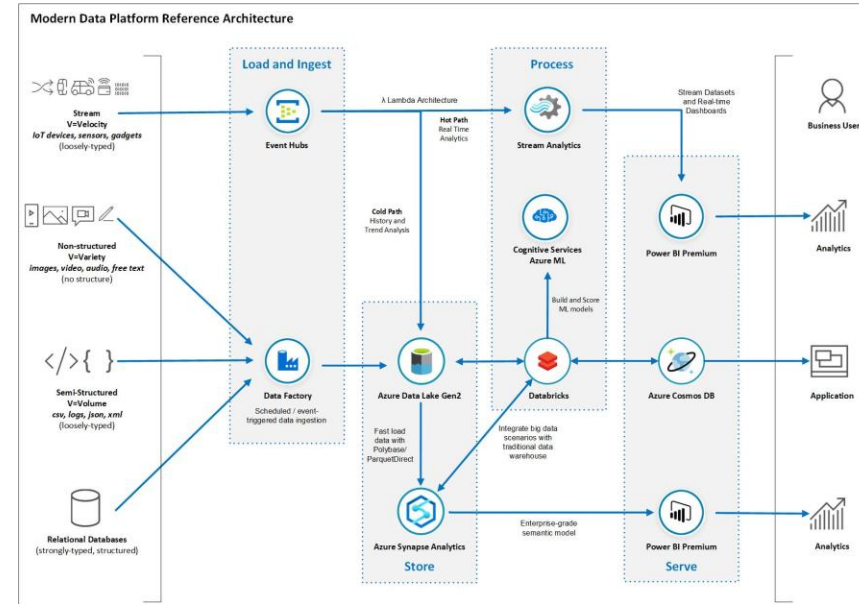 Modern Data Platform Reference Architecture
Load and Ingest
Process
Stream
V=Velocity
IoT devices, sensors, gadgets
(loosely-typed)
Event Hubs
λ Lambda Architecture
Hot Path
Real Time
Analytics
Stream Analytics
Stream Datasets
and Real-time
Dashboards
Business User
Non-structured
V=Variety
images, video, audio, free text
(no structure)
Cold Path
History and
Trend Analysis
Cognitive Services
Azure ML
Power BI Premium
Analytics
Build and Score
ML models
Semi-Structured
V=Volume
csv, logs, json, xml
(loosely-typed)
Data Factory
Scheduled / event-
triggered data ingestion
Azure Data Lake Gen2
Databricks
Azure Cosmos DB
Application
Fast load
data with
Polybase/
ParquetDirect
Integrate big data
scenarios with
traditional data
warehouse
Relational Databases
(strongly-typed, structured)
Azure Synapse Analytics
Enterprise-grade
semantic model
Power BI Premium
Analytics
Store
Serve